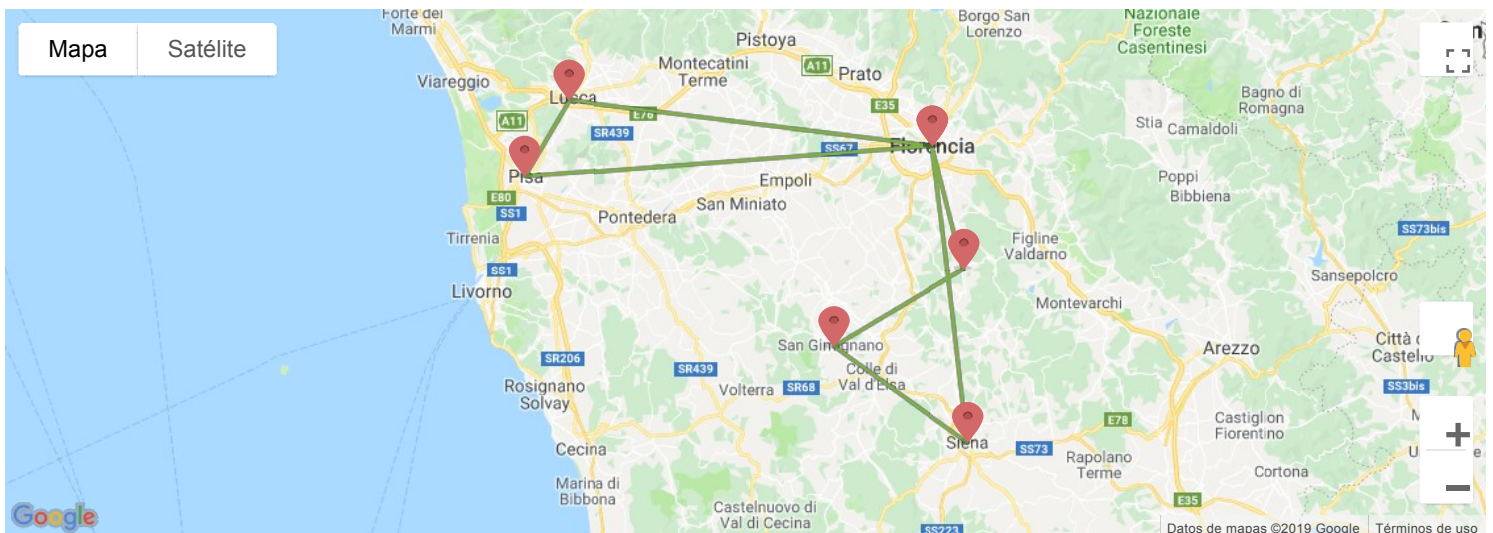 Mapa
Satélite
Forte dei
Marmi
Viareggio
Lucca
Pisa
Pistoya
Montecatini
Terme
Prato
Borgo San
Lorenzo
Nazionale
Foreste
Casentinesi
Bagno di
Romagna
Stia
Camaldoli
Poppi
Bibbiena
Florencia
A11
A11
E76
E35
SR439
SS67
E80
SS1
Empoli
San Miniato
Pontedera
Tirrenia
SS1
Livorno
Figline
Valdarno
Montevarchi
SS73bis
Sansepolcro
Arezzo
Città
Castello
SS3bis
San Gimignano
Colle di
Val d'Elsa
SR206
SR439
Volterra
SR68
Rosignano
Solvay
Cecina
Marina di
Bibbona
Castelnuovo di
Val di Cecina
Siena
SS73
E78
Rapolano
Terme
Castiglion
Fiorentino
Cortona
E35
SS223
Google
Datos de mapas ©2019 Google
Términos de uso